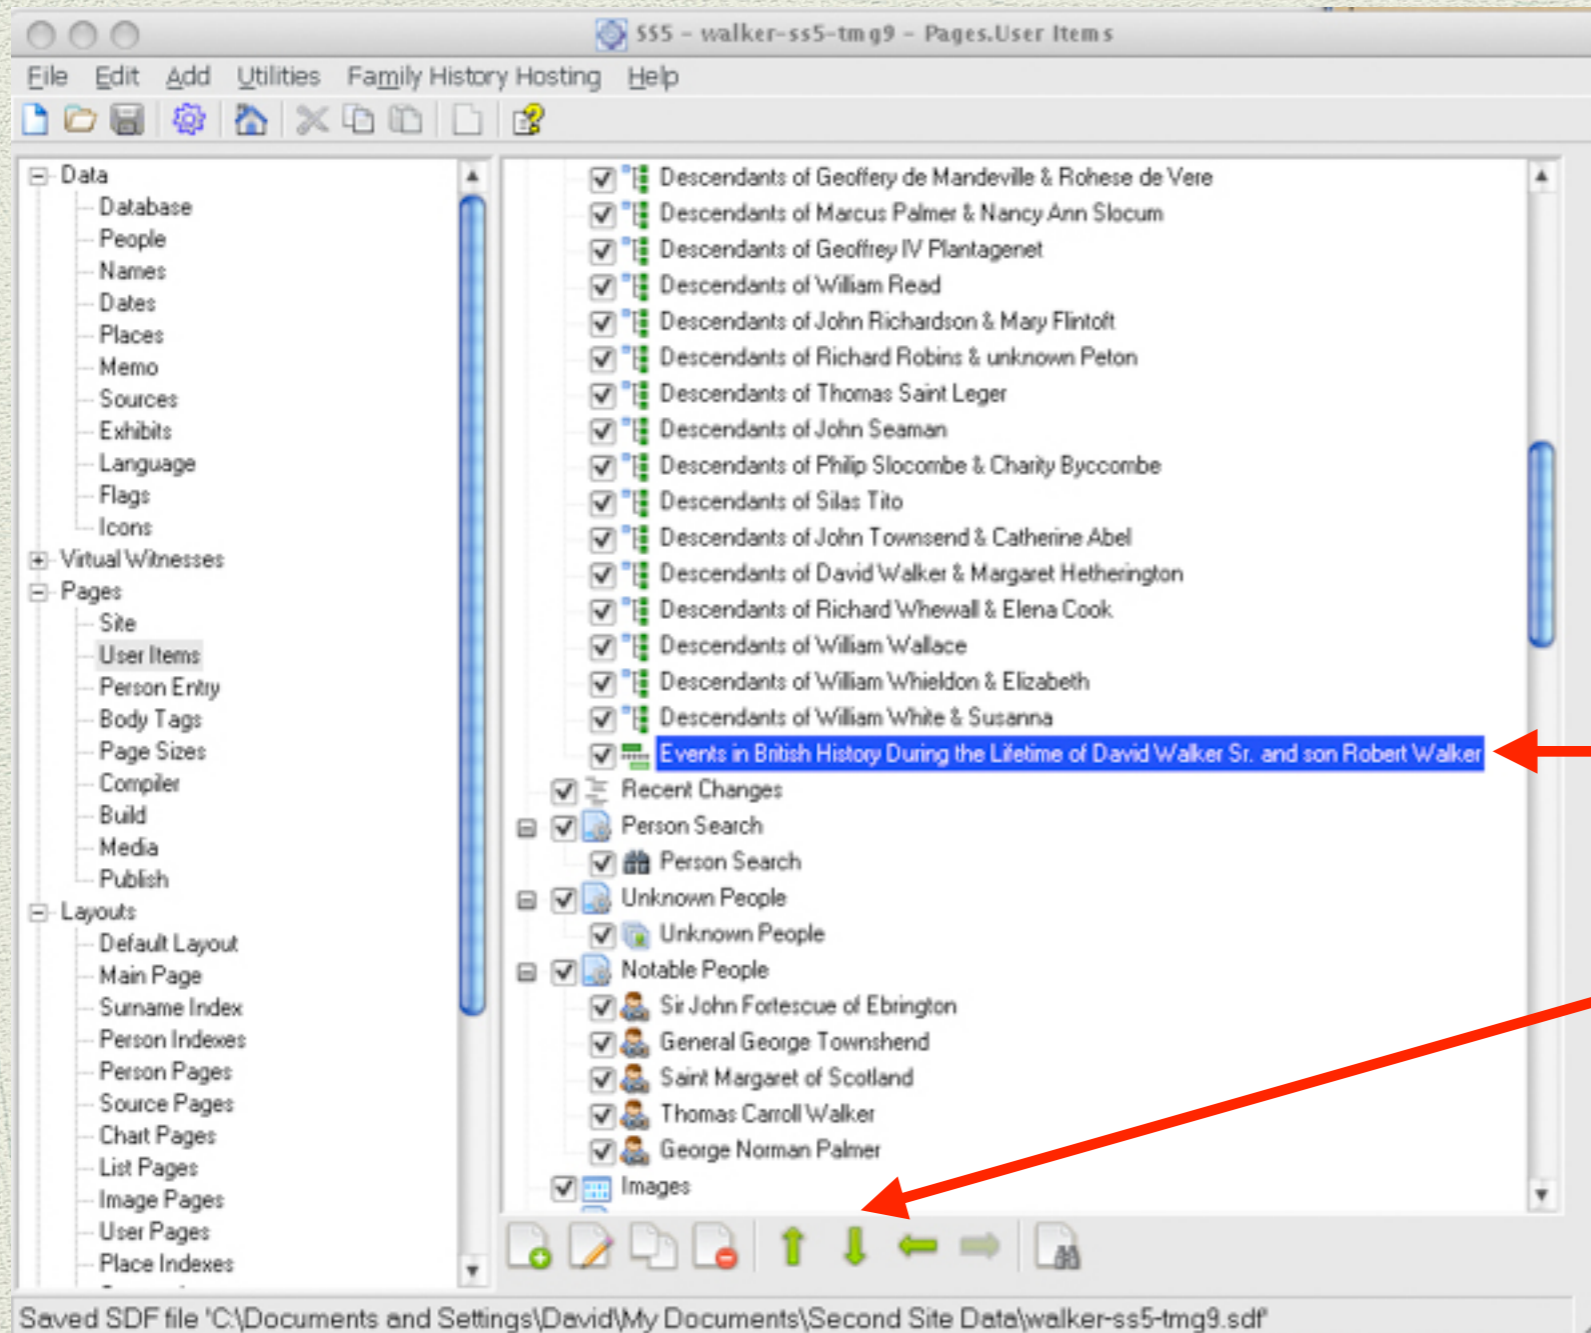 SS5 - walker-ss5-tmg9 - Pages.User Items
File Edit Add Utilities Family History Hosting Help
Data
Database
People
Names
Dates
Places
Memo
Sources
Exhibits
Language
Flags
Icons
Virtual Witnesses
Pages
Site
User Items
Person Entry
Body Tags
Page Sizes
Compiler
Build
Media
Publish
Layouts
Default Layout
Main Page
Surname Index
Person Indexes
Person Pages
Source Pages
Chart Pages
List Pages
Image Pages
User Pages
Place Indexes
Descendants of Geoffery de Mandeville & Rohese de Vere
Descendants of Marcus Palmer & Nancy Ann Slocum
Descendants of Geoffrey IV Plantagenet
Descendants of William Read
Descendants of John Richardson & Mary Flintoft
Descendants of Richard Robins & unknown Peton
Descendants of Thomas Saint Leger
Descendants of John Seaman
Descendants of Philip Slocombe & Charity Byccombe
Descendants of Silas Tito
Descendants of John Townsend & Catherine Abel
Descendants of David Walker & Margaret Hetherington
Descendants of Richard Whewall & Elena Cook
Descendants of William Wallace
Descendants of William Whieldon & Elizabeth
Descendants of William White & Susanna
Events in British History During the Lifetime of David Walker Sr. and son Robert Walker
Recent Changes
Person Search
Person Search
Unknown People
Unknown People
Notable People
Sir John Fortescue of Ebrington
General George Townshend
Saint Margaret of Scotland
Thomas Carroll Walker
George Norman Palmer
Images
Saved SDF file 'C:\Documents and Settings\David\My Documents\Second Site Data\walker-ss5-tmg9.sdf'